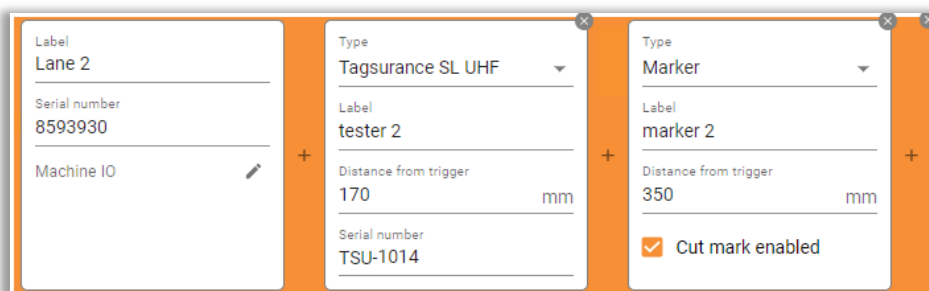 Label
Lane 2
Serial number
8593930
Machine IO
+
Type
Tagsurance SL UHF
Label
tester 2
Distance from trigger
170 mm
Serial number
TSU-1014
+
Type
Marker
Label
marker 2
Distance from trigger
350 mm
Cut mark enabled
+